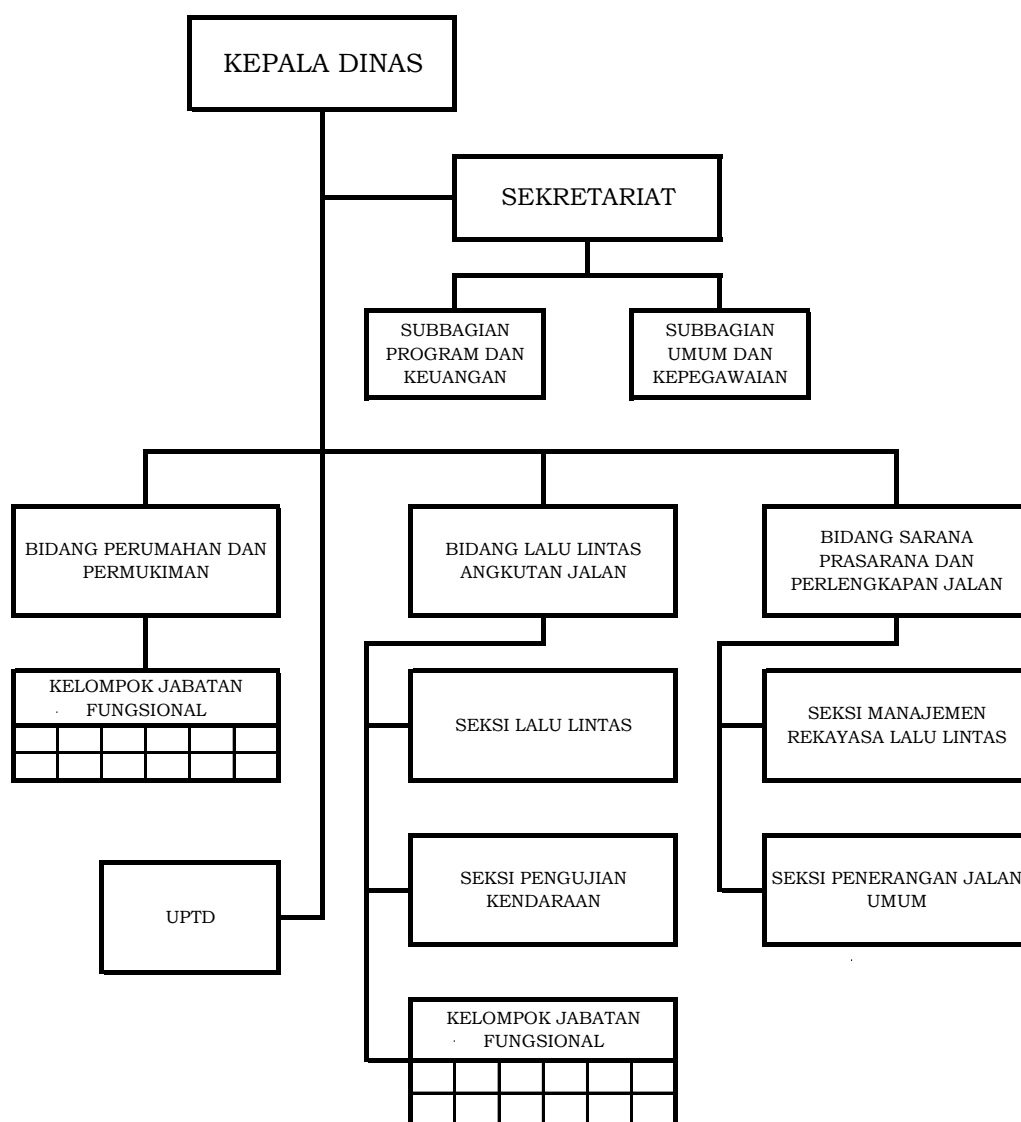 KEPALA DINAS
SEKRETARIAT
SUBBAGIAN
PROGRAM DAN
KEUANGAN
SUBBAGIAN
UMUM DAN
KEPEGAWAIAN
BIDANG PERUMAHAN DAN
PERMUKIMAN
BIDANG LALU LINTAS
ANGKUTAN JALAN
BIDANG SARANA
PRASARANA DAN
PERLENGKAPAN JALAN
KELOMPOK JABATAN
FUNGSIONAL
SEKSI LALU LINTAS
SEKSI MANAJEMEN
REKAYASA LALU LINTAS
UPTD
SEKSI PENGUJIAN
KENDARAAN
SEKSI PENERANGAN JALAN
UMUM
KELOMPOK JABATAN
FUNGSIONAL